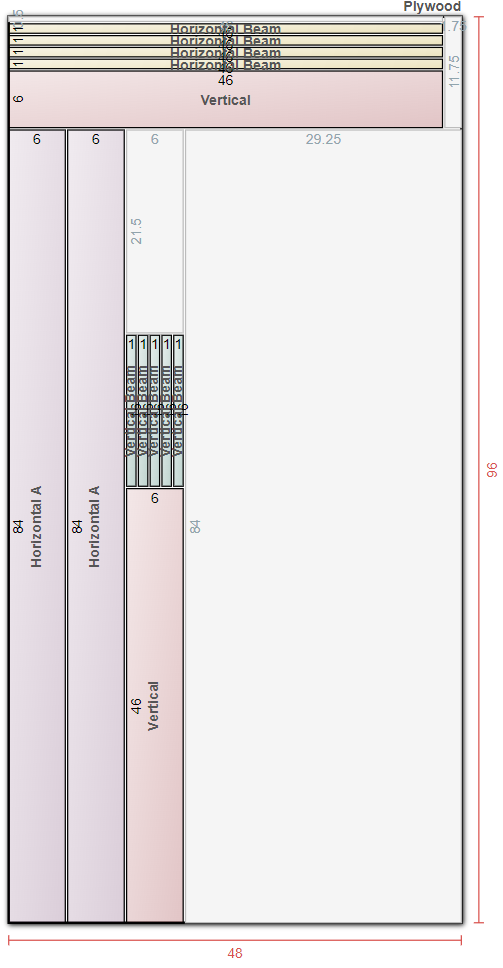 Plywood
1 Horizontal Beam
1 Horizontal Beam
1 Horizontal Beam
1 Horizontal Beam
11.75
46
6
Vertical
6
6
6
29.25
21.5
1 1 1 1 1
Vertical Beam
Vertical Beam
Vertical Beam
Vertical Beam
Vertical Beam
96
6
84
Horizontal A
84
Horizontal A
84
46
Vertical
48